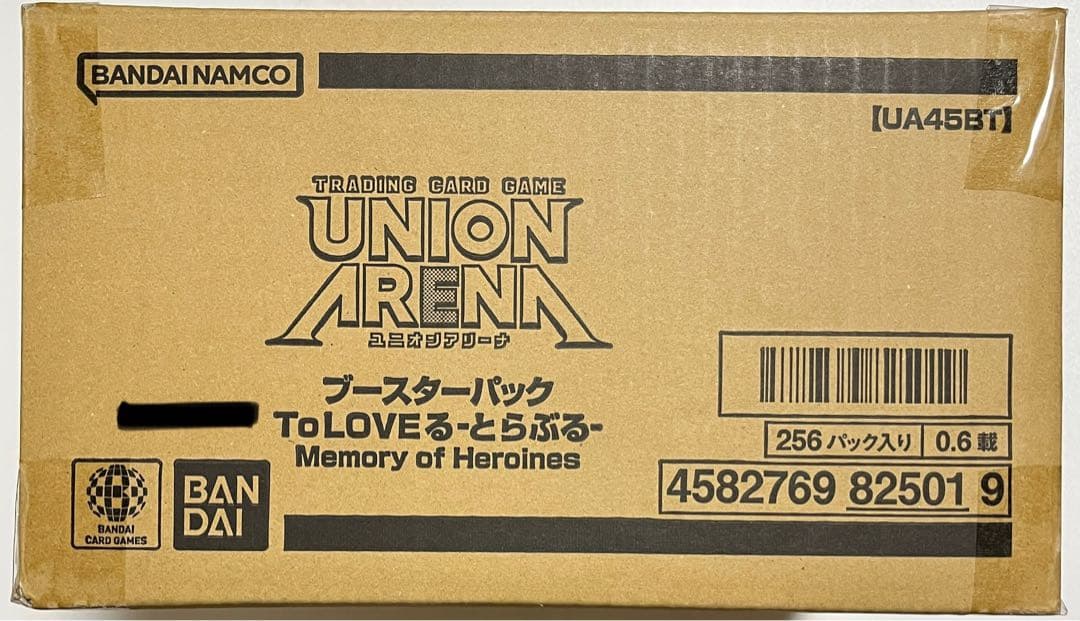 BANDAI NAMCO
【UA45BT】
TRADING CARD GAME
UNION
ARENA
ユニオンアリーナ
ブースターパック
To LOVEる-とらぶる-
Memory of Heroines
256 パック入り
0.6 載
4582769 82501 9
BANDAI
CARD GAMES
BAN
DAI